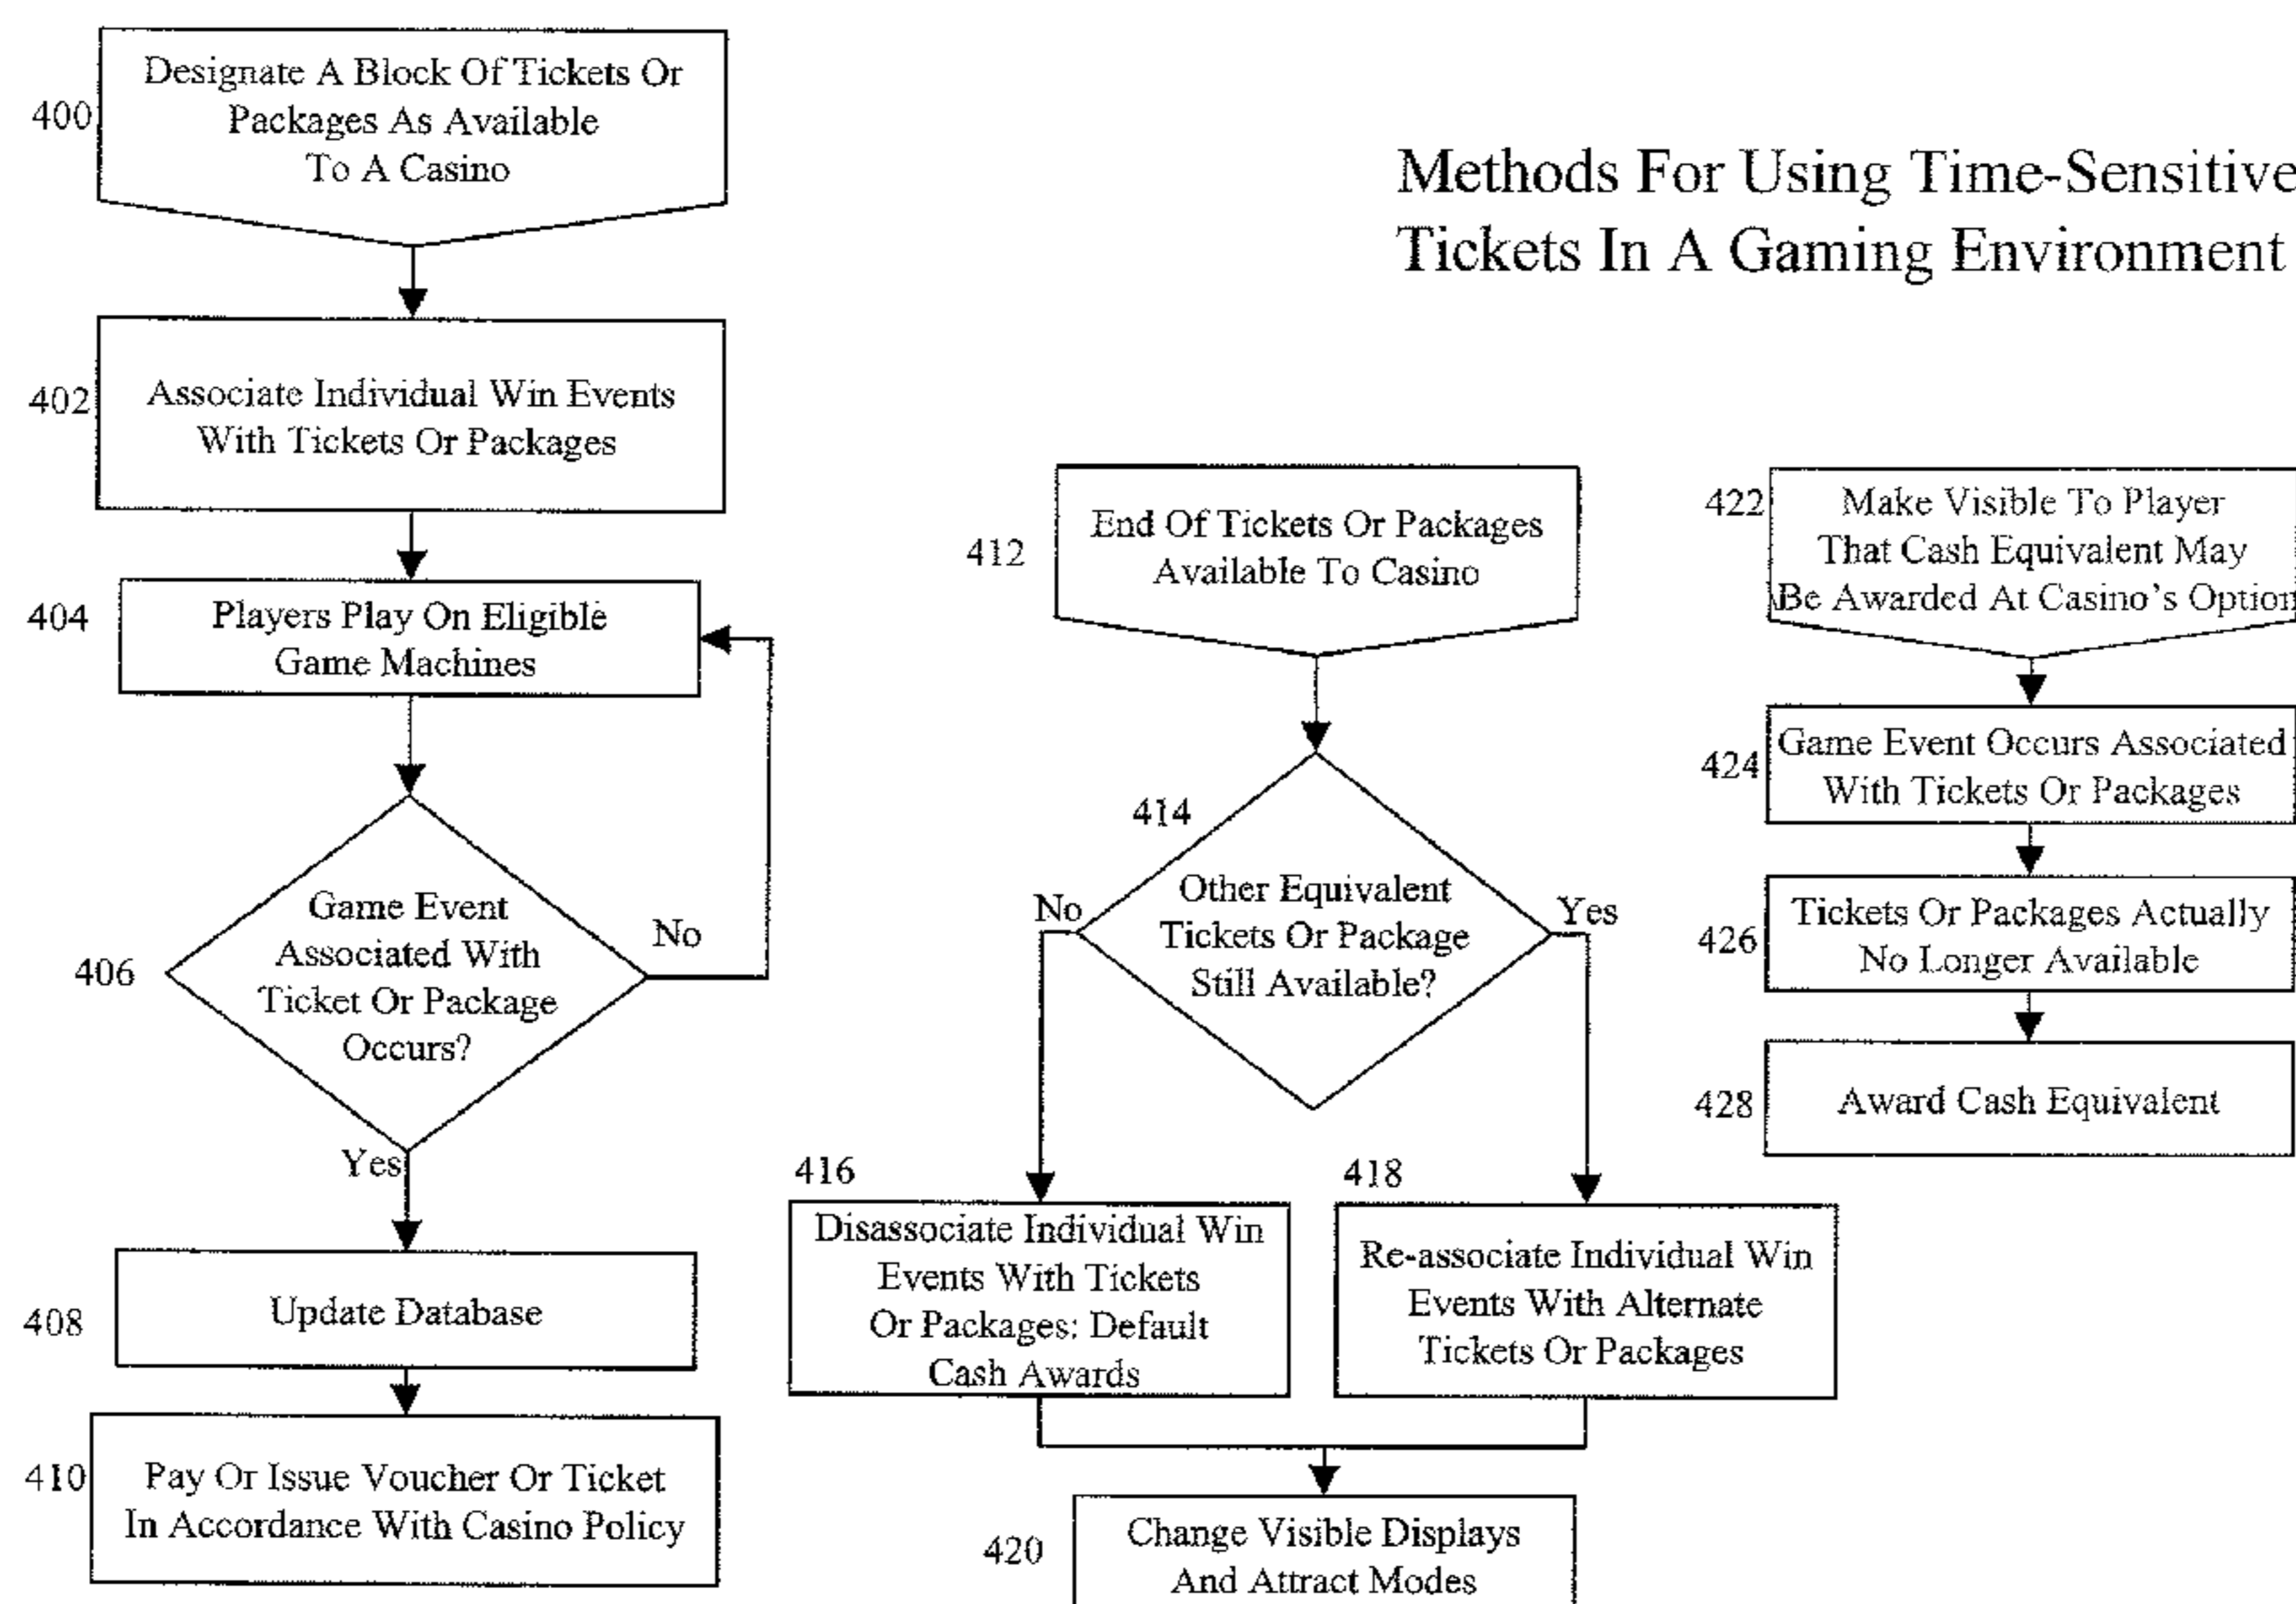 Methods For Using Time-Sensitive
Tickets In A Gaming Environment
400
Designate A Block Of Tickets Or
Packages As Available
To A Casino
402
Associate Individual Win Events
With Tickets Or Packages
404
Players Play On Eligible
Game Machines
406
Game Event
Associated With
Ticket Or Package
Occurs?
No
Yes
408
Update Database
410
Pay Or Issue Voucher Or Ticket
In Accordance With Casino Policy
412
End Of Tickets Or Packages
Available To Casino
414
Other Equivalent
Tickets Or Package
Still Available?
No
Yes
416
Disassociate Individual Win
Events With Tickets
Or Packages: Default
Cash Awards
418
Re-associate Individual Win
Events With Alternate
Tickets Or Packages
420
Change Visible Displays
And Attract Modes
422
Make Visible To Player
That Cash Equivalent May
Be Awarded At Casino's Option
424
Game Event Occurs Associated
With Tickets Or Packages
426
Tickets Or Packages Actually
No Longer Available
428
Award Cash Equivalent